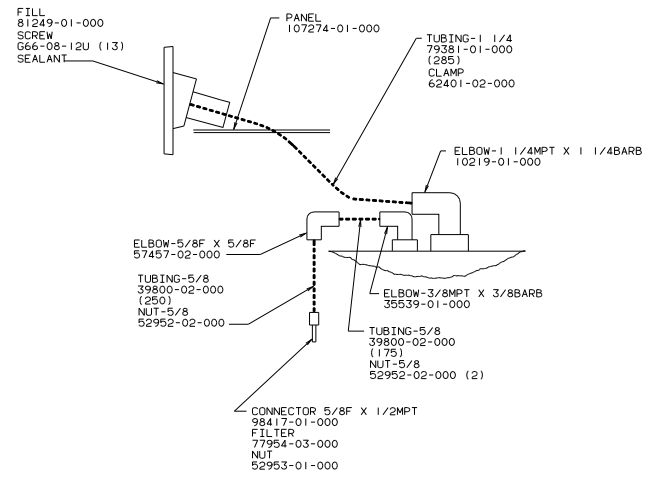 FILL
81249-01-000
SCREW
G66-08-12U (13)
SEALANT
PANEL
107274-01-000
TUBING-1 1/4
79381-01-000
(285)
CLAMP
62401-02-000
ELBOW-1 1/4MPT X 1 1/4BARB
10219-01-000
ELBOW-5/8F X 5/8F
57457-02-000
TUBING-5/8
39800-02-000
(250)
NUT-5/8
52952-02-000
ELBOW-3/8MPT X 3/8BARB
35539-01-000
TUBING-5/8
39800-02-000
(175)
NUT-5/8
52952-02-000 (2)
CONNECTOR 5/8F X 1/2MPT
98417-01-000
FILTER
77954-03-000
NUT
52953-01-000